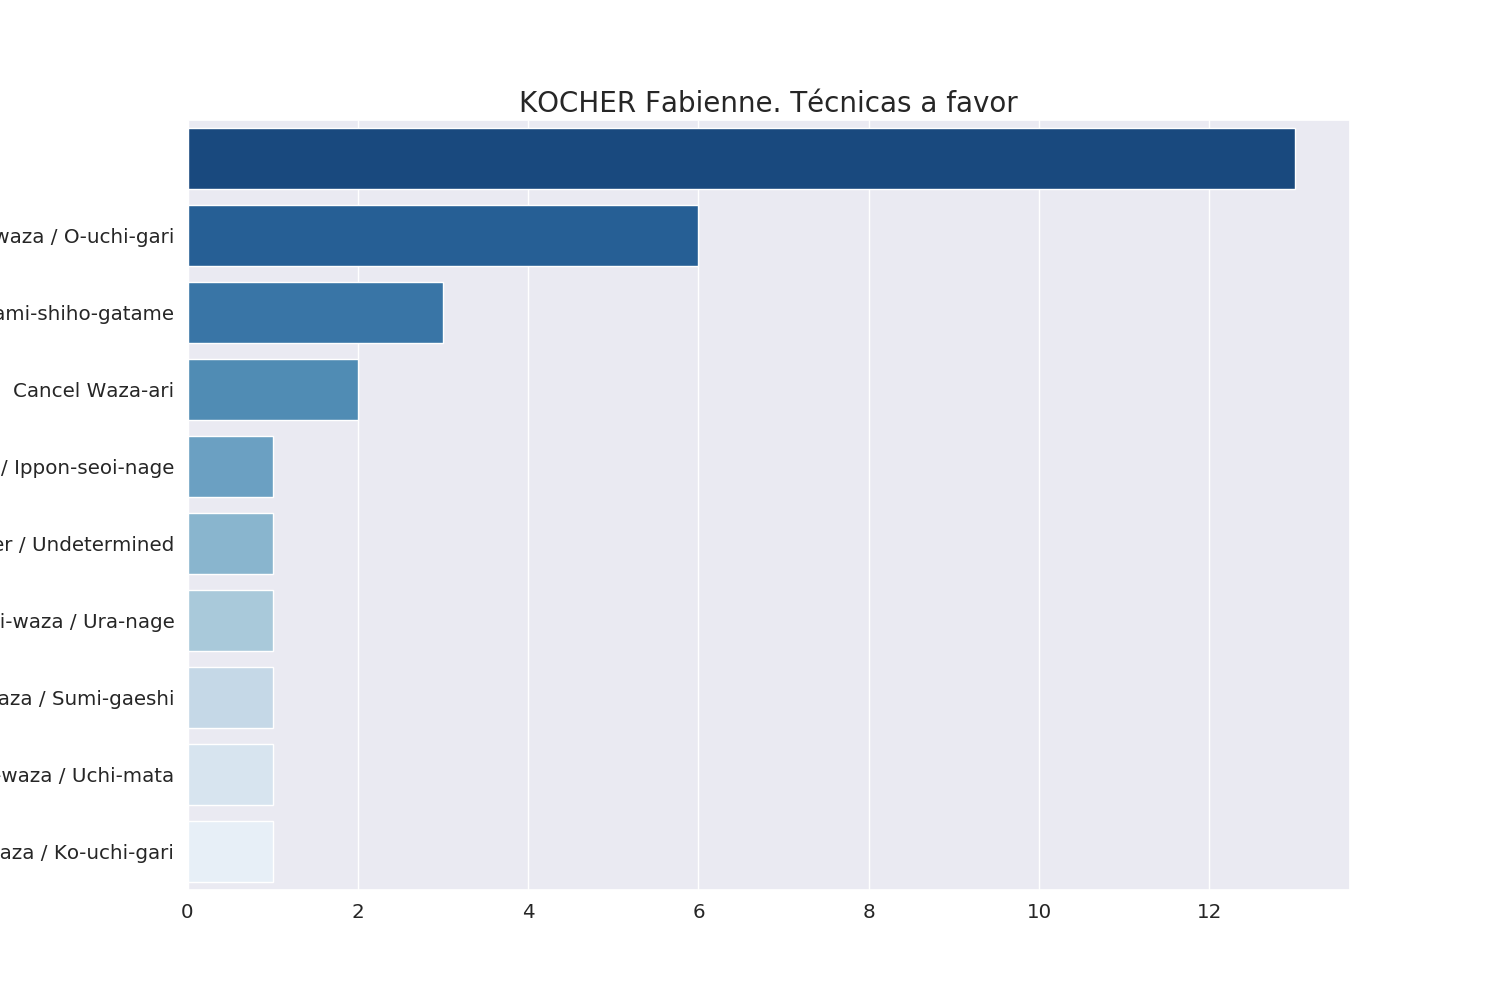 KOCHER Fabienne. Técnicas a favor
waza / O-uchi-gari
ami-shiho-gatame
Cancel Waza-ari
/ Ippon-seoi-nage
er / Undetermined
i-waza / Ura-nage
aza / Sumi-gaeshi
-waza / Uchi-mata
aza / Ko-uchi-gari
0 2 4 6 8 10 12